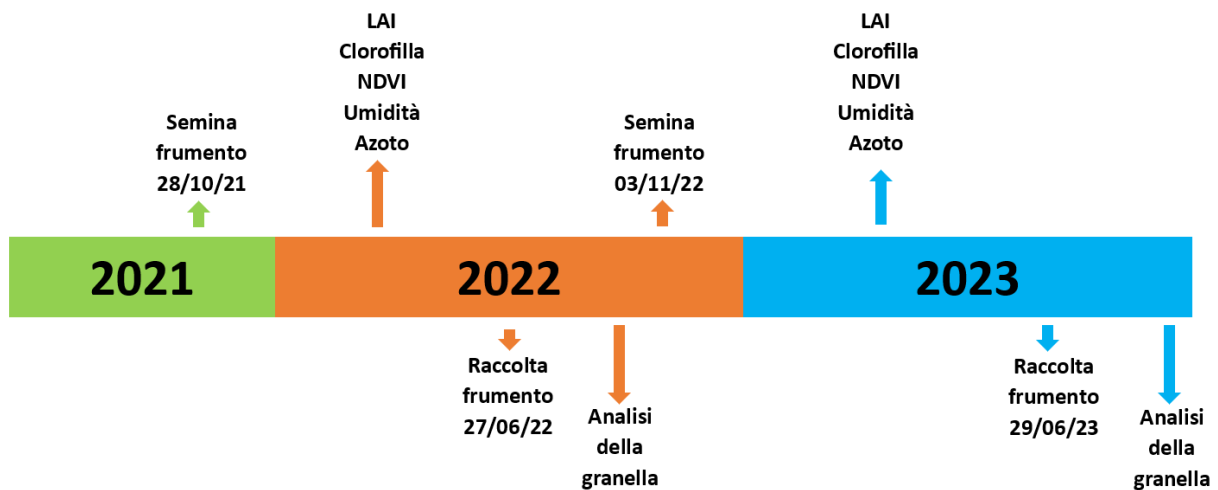 LAI
Clorofilla
NDVI
Umidità
Azoto
Semina
frumento
28/10/21
Semina
frumento
03/11/22
LAI
Clorofilla
NDVI
Umidità
Azoto
2021
2022
2023
Raccolta
frumento
27/06/22
Analisi
della
granella
Raccolta
frumento
29/06/23
Analisi
della
granella